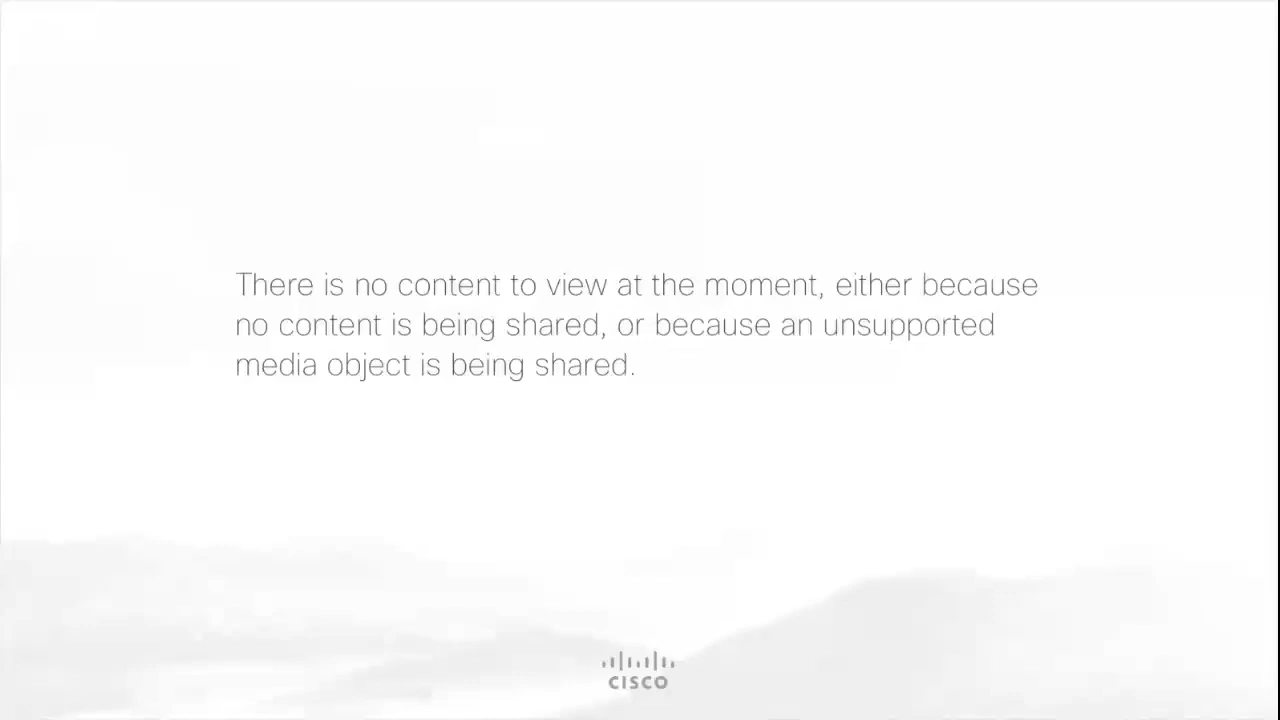 There is no content to view at the moment, either because
no content is being shared, or because an unsupported
media object is being shared.
CISCO